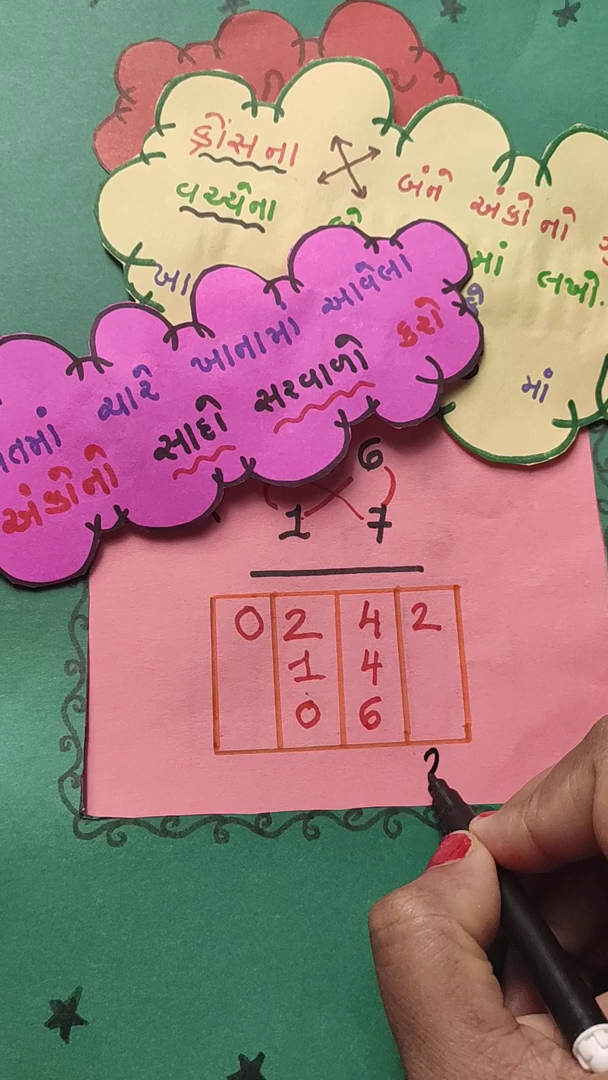 ક્રોસના બંને અંકોનો
વચ્ચેના માં લખો.
ખા
માં
ચારે ખાનામાં આવેલા
અંકોનો સાદો સરવાળો કરો
6
1 7
0 2 4 2
1 4
0 6
2